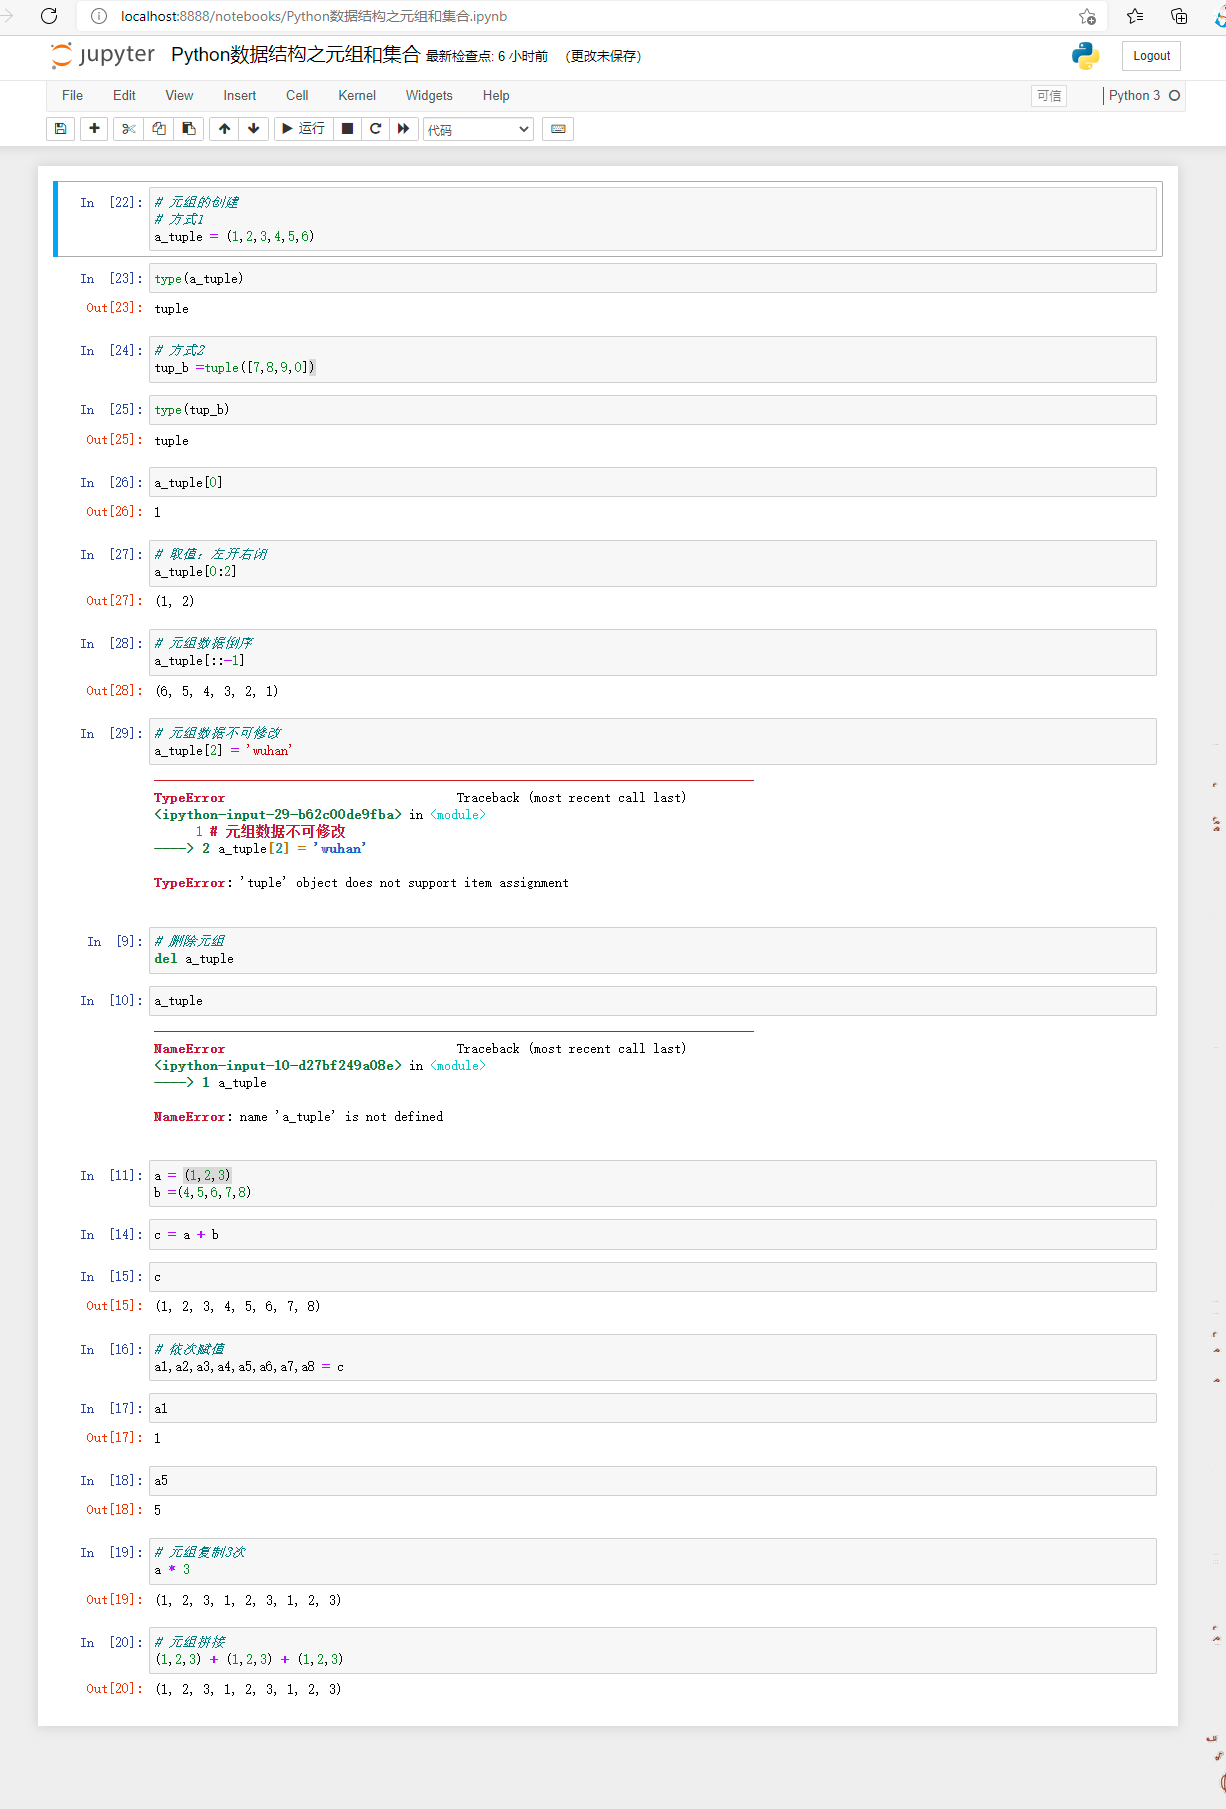 localhost:8888/notebooks/Python数据结构之元组和集合.ipynb
jupyter Python数据结构之元组和集合 最新检查点: 6 小时前 (更改未保存)
Logout
File Edit View Insert Cell Kernel Widgets Help 可信 Python 3
运行 代码
In [22]: # 元组的创建
# 方式1
a_tuple = (1,2,3,4,5,6)
In [23]: type(a_tuple)
Out[23]: tuple
In [24]: # 方式2
tup_b =tuple([7,8,9,0])
In [25]: type(tup_b)
Out[25]: tuple
In [26]: a_tuple[0]
Out[26]: 1
In [27]: # 取值：左开右闭
a_tuple[0:2]
Out[27]: (1, 2)
In [28]: # 元组数据倒序
a_tuple[::-1]
Out[28]: (6, 5, 4, 3, 2, 1)
In [29]: # 元组数据不可修改
a_tuple[2] = 'wuhan'
TypeError Traceback (most recent call last)
<ipython-input-29-b62c00de9fba> in <module>
1 # 元组数据不可修改
----> 2 a_tuple[2] = 'wuhan'
TypeError: 'tuple' object does not support item assignment
In [9]: # 删除元组
del a_tuple
In [10]: a_tuple
NameError Traceback (most recent call last)
<ipython-input-10-d27bf249a08e> in <module>
----> 1 a_tuple
NameError: name 'a_tuple' is not defined
In [11]: a = (1,2,3)
b =(4,5,6,7,8)
In [14]: c = a + b
In [15]: c
Out[15]: (1, 2, 3, 4, 5, 6, 7, 8)
In [16]: # 依次赋值
a1,a2,a3,a4,a5,a6,a7,a8 = c
In [17]: a1
Out[17]: 1
In [18]: a5
Out[18]: 5
In [19]: # 元组复制3次
a * 3
Out[19]: (1, 2, 3, 1, 2, 3, 1, 2, 3)
In [20]: # 元组拼接
(1,2,3) + (1,2,3) + (1,2,3)
Out[20]: (1, 2, 3, 1, 2, 3, 1, 2, 3)